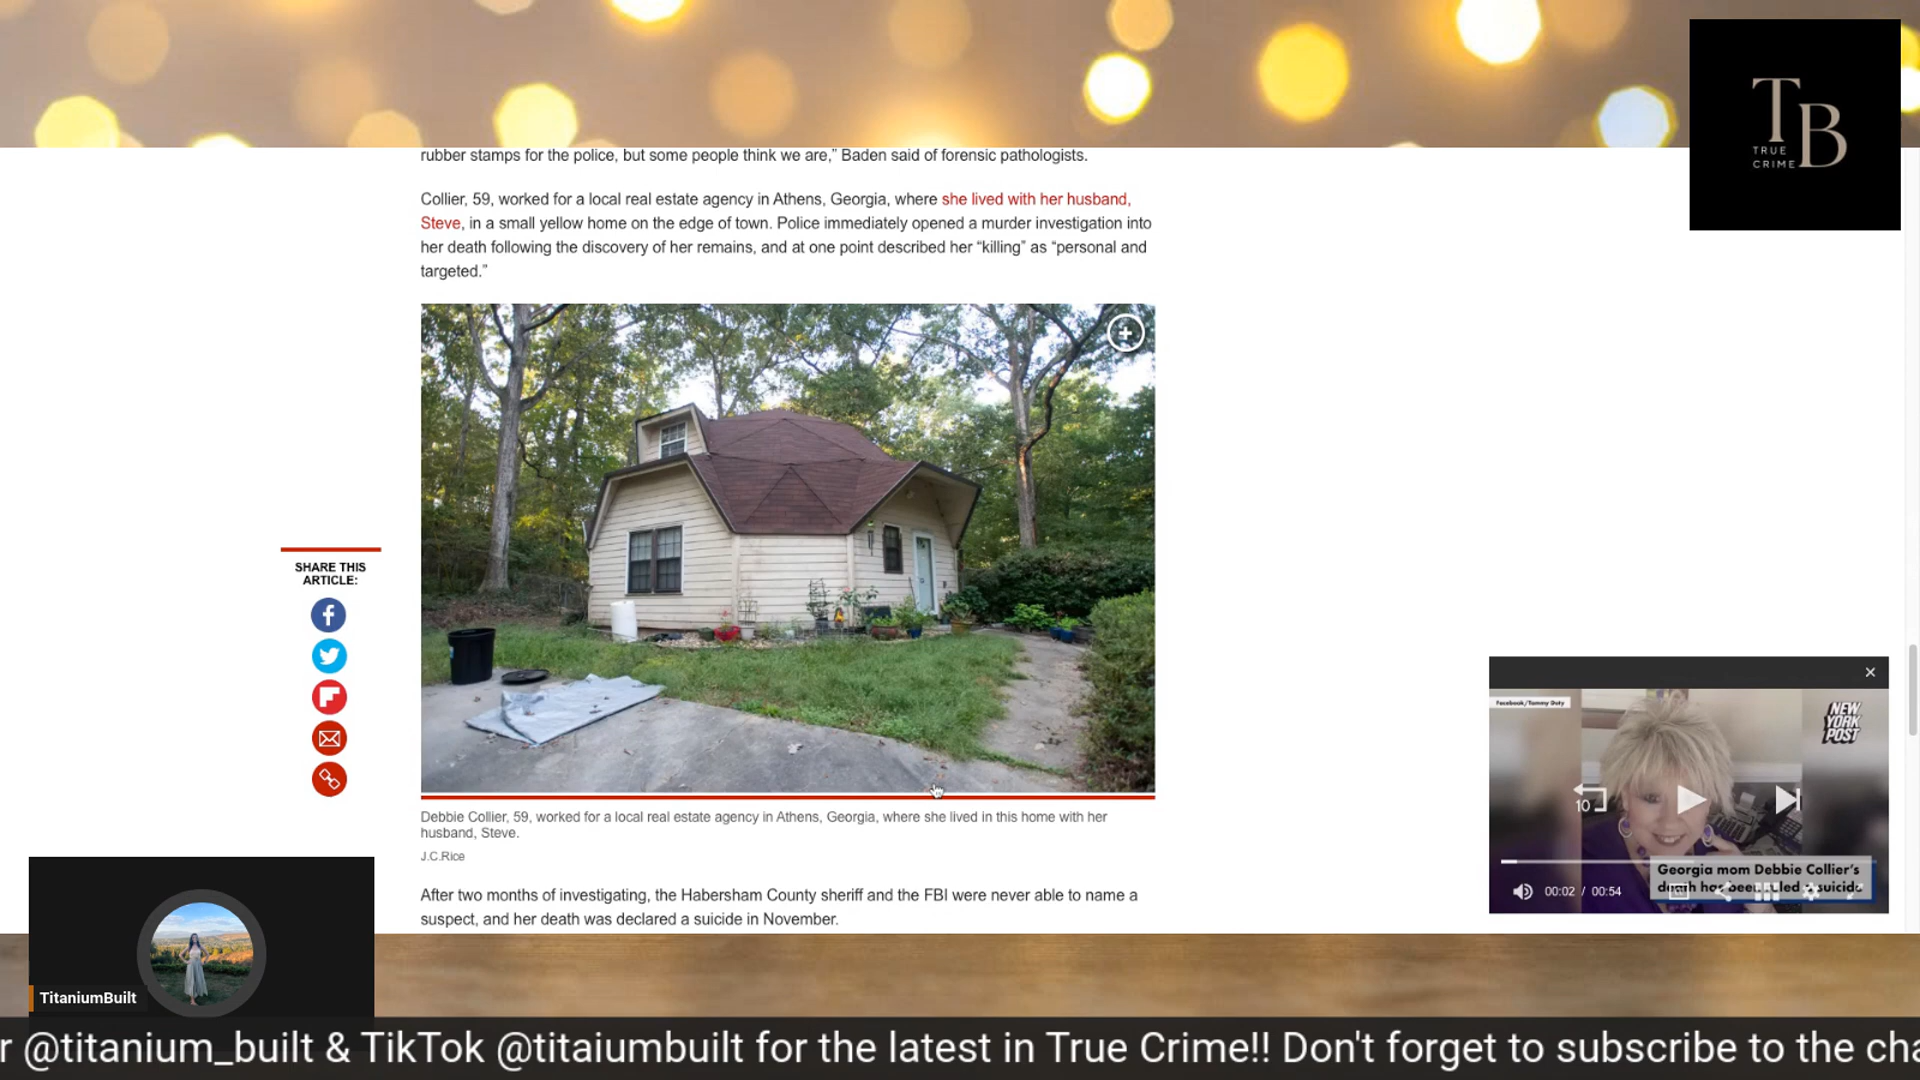 rubber stamps for the police, but some people think we are,” Baden said of forensic pathologists.
TB
TRUE
CRIME
Collier, 59, worked for a local real estate agency in Athens, Georgia, where she lived with her husband,
Steve, in a small yellow home on the edge of town. Police immediately opened a murder investigation into
her death following the discovery of her remains, and at one point described her “killing” as “personal and
targeted.”
SHARE THIS
ARTICLE:
Debbie Collier, 59, worked for a local real estate agency in Athens, Georgia, where she lived in this home with her
husband, Steve.
J.C.Rice
After two months of investigating, the Habersham County sheriff and the FBI were never able to name a
suspect, and her death was declared a suicide in November.
Facebook/Tammy Duty
NEW
YORK
POST
10
Georgia mom Debbie Collier's
death has been ruled a suicide
00:02 / 00:54
TitaniumBuilt
r @titanium_built & TikTok @titaiumbuilt for the latest in True Crime!! Don't forget to subscribe to the cha